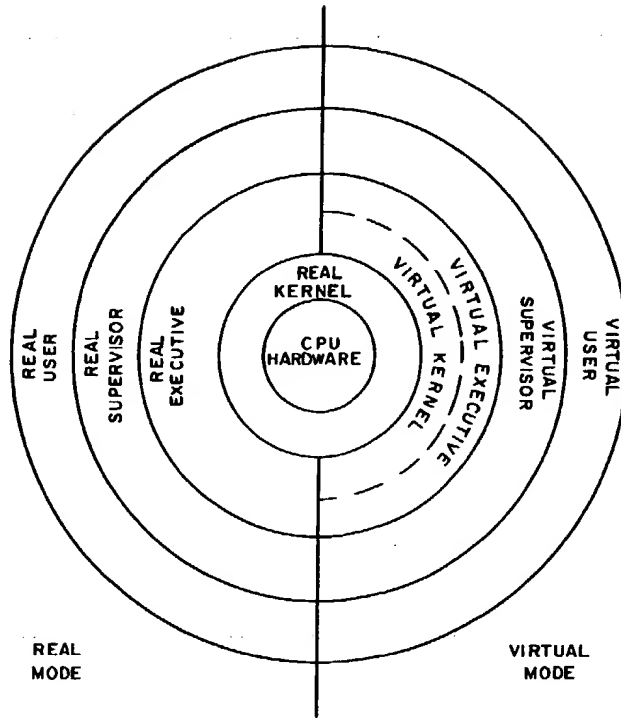 REAL
KERNEL
CPU
HARDWARE
REAL
USER
REAL
SUPERVISOR
REAL
EXECUTIVE
VIRTUAL KERNEL
VIRTUAL EXECUTIVE
VIRTUAL
SUPERVISOR
VIRTUAL
USER
REAL
MODE
VIRTUAL
MODE